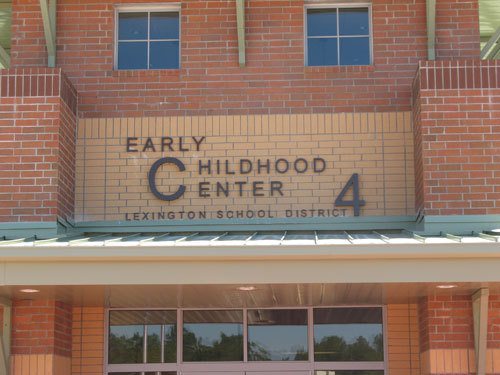 EARLY
CHILDHOOD
CENTER
LEXINGTON SCHOOL DISTRICT 4